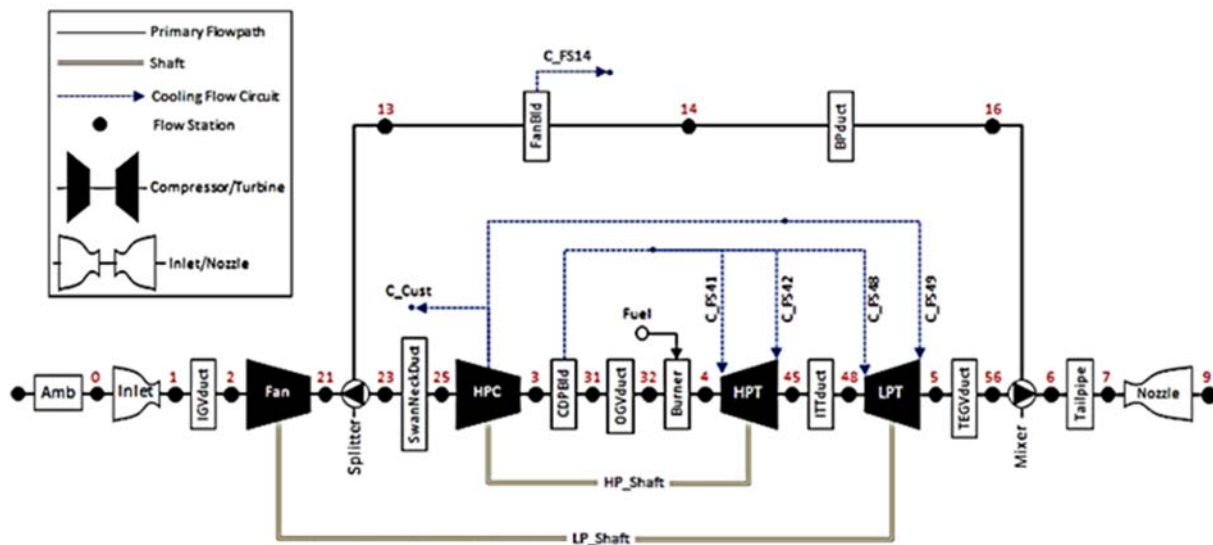 Primary Flowpath
Shaft
Cooling Flow Circuit
Flow Station
Compressor/Turbine
Inlet/Nozzle
C_FS14
13
FanBld
14
BPduct
16
C_Cust
Fuel
C_FS41
C_FS42
C_FS48
C_FS49
Amb
0
Inlet
1
IGVduct
2
Fan
21
Splitter
23
SwanNeckDuct
25
HPC
3
CDPBld
31
OGVduct
32
Burner
4
HPT
45
ITTduct
48
LPT
5
TEGVduct
56
Mixer
6
Tailpipe
7
Nozzle
9
HP_Shaft
LP_Shaft